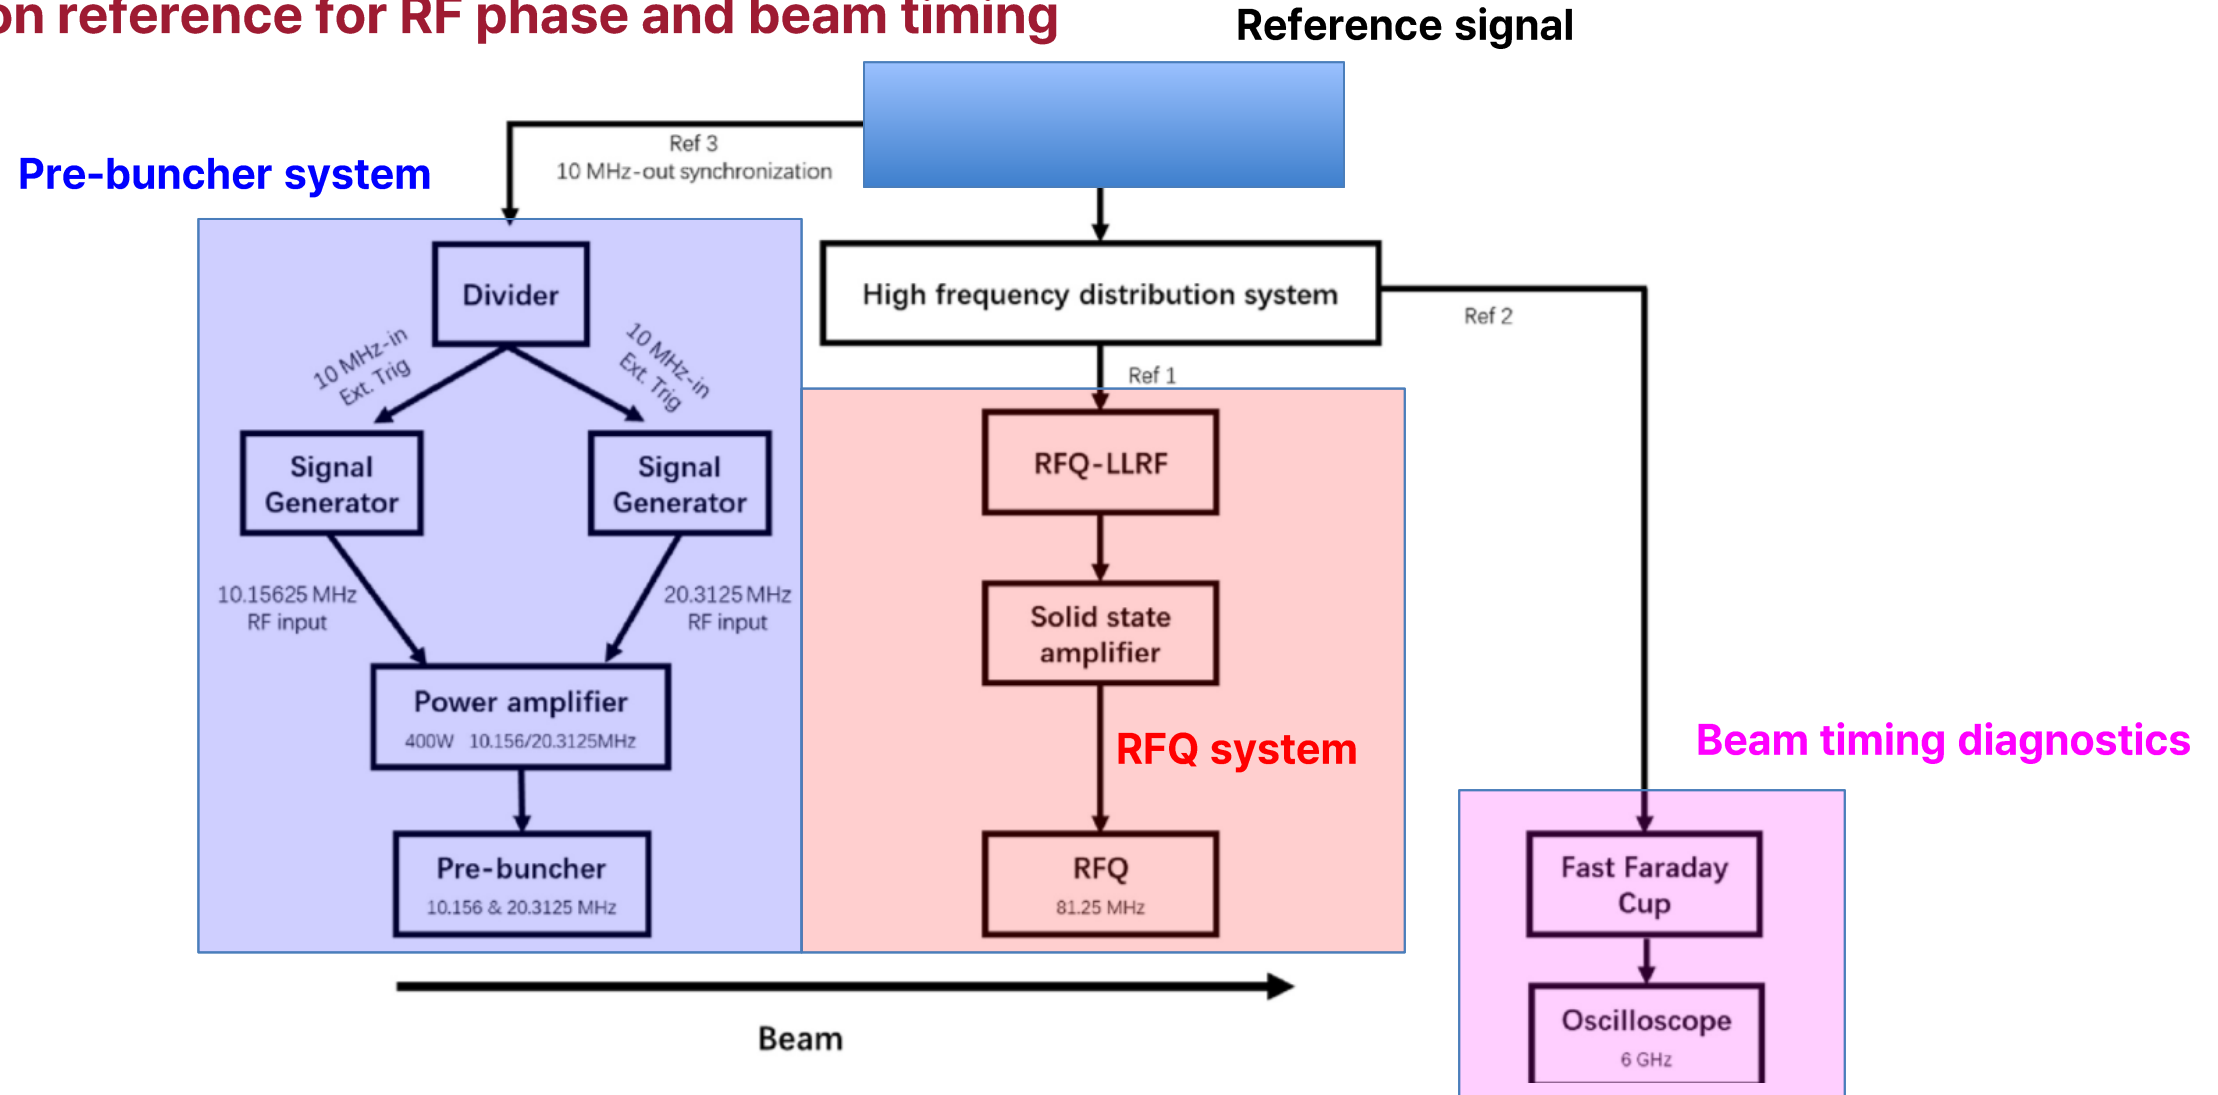 on reference for RF phase and beam timing
Reference signal
Ref 3
10 MHz-out synchronization
Pre-buncher system
Divider
High frequency distribution system
Ref 2
10 MHz-in
Ext. Trig
10 MHz-in
Ext. Trig
Ref 1
Signal
Generator
Signal
Generator
RFQ-LLRF
10.15625 MHz
RF input
20.3125 MHz
RF input
Solid state
amplifier
Power amplifier
400W 10.156/20.3125MHz
RFQ system
Beam timing diagnostics
Pre-buncher
10.156 & 20.3125 MHz
RFQ
81.25 MHz
Fast Faraday
Cup
Oscilloscope
6 GHz
Beam